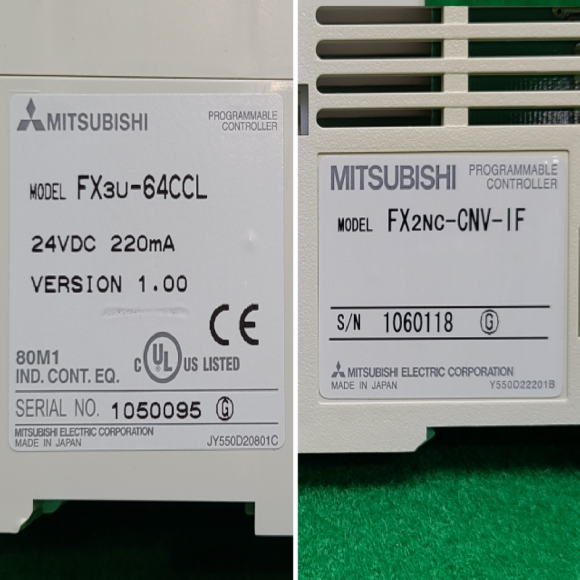 MITSUBISHI
PROGRAMMABLE
CONTROLLER
MODEL FX3U-64CCL
24VDC 220mA
VERSION 1.00
CE
80M1
IND. CONT. EQ.
C UL US LISTED
SERIAL NO. 1050095 G
MITSUBISHI ELECTRIC CORPORATION
MADE IN JAPAN
JY550D20801C
MITSUBISHI
PROGRAMMABLE
CONTROLLER
MODEL FX2NC-CNV-IF
S/N 1060118 G
MITSUBISHI ELECTRIC CORPORATION
MADE IN JAPAN
Y550D22201B